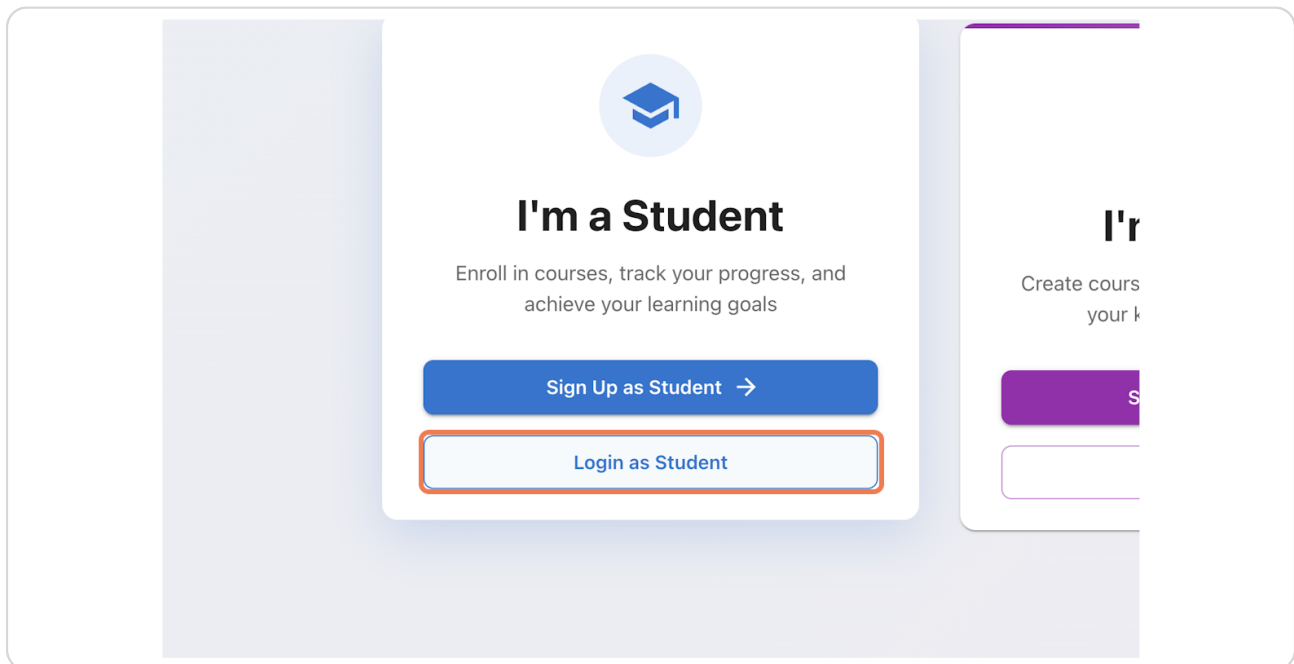 I'm a Student
Enroll in courses, track your progress, and
achieve your learning goals
Sign Up as Student
Login as Student
Create
your